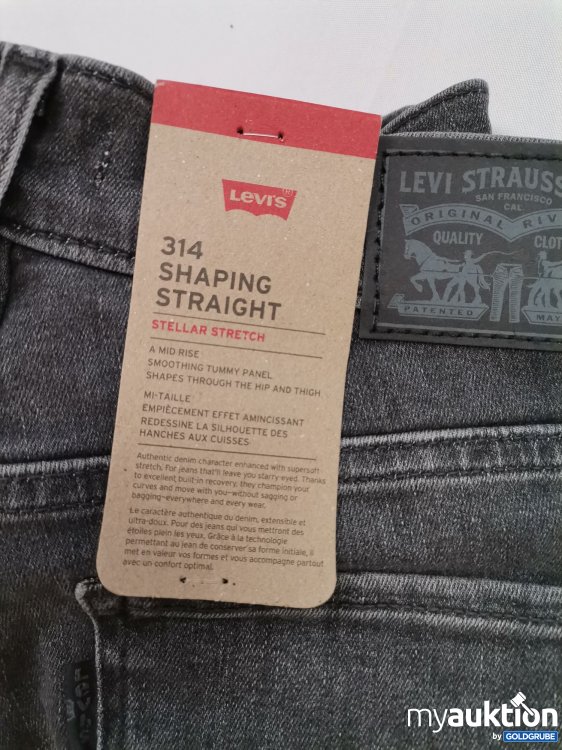 Levi's®
314
SHAPING
STRAIGHT
STELLAR STRETCH
A MID RISE
SMOOTHING TUMMY PANEL
SHAPES THROUGH THE HIP AND THIGH
MI-TAILLE
EMPIÈCEMENT EFFET AMINCISSANT
REDESSINE LA SILHOUETTE DES
HANCHES AUX CUISSES
Authentic denim character enhanced with supersoft
stretch. For jeans that'll leave you starry-eyed. Thanks
to excellent built-in recovery, they champion your
curves and move with you–without sagging or
bagging–everywhere and every wear.
Le caractère authentique du denim, extensible et
ultra-doux. Pour des jeans qui vous mettront des
étoiles plein les yeux. Grâce à la technologie
permettant au jean de conserver sa forme initiale, il
met en valeur vos formes et vous accompagne partout
avec un confort optimal.
LEVI STRAUSS
SAN FRANCISCO
CAL
ORIGINAL RIV
QUALITY CLOT
PATENTED MAY
myauktion
by GOLDGRUBE